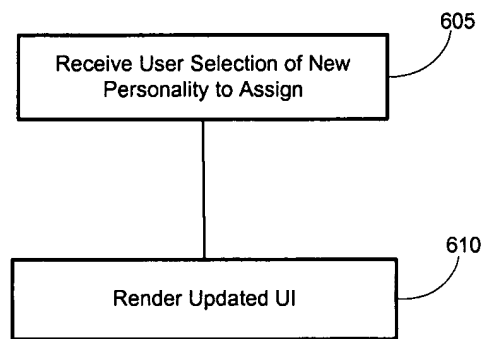 605
Receive User Selection of New
Personality to Assign
610
Render Updated UI